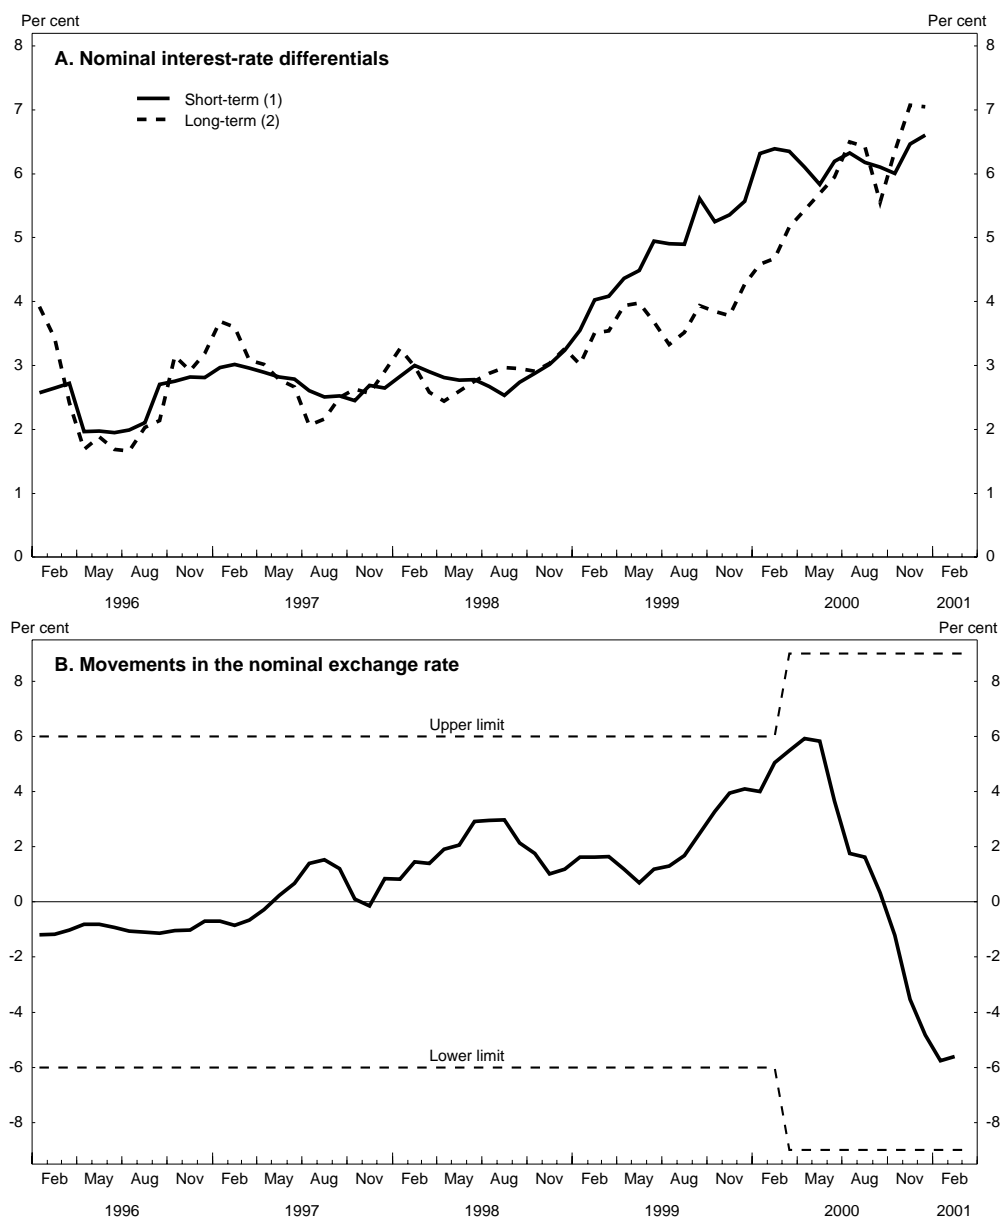 Per cent Per cent
A. Nominal interest-rate differentials
Short-term (1)
Long-term (2)
8 8
7 7
6 6
5 5
4 4
3 3
2 2
1 1
0 0
Feb May Aug Nov Feb May Aug Nov Feb May Aug Nov Feb May Aug Nov Feb May Aug Nov Feb
1996 1997 1998 1999 2000 2001
Per cent Per cent
B. Movements in the nominal exchange rate
8 8
Upper limit
6 6
4 4
2 2
0 0
-2 -2
-4 -4
Lower limit
-6 -6
-8 -8
Feb May Aug Nov Feb May Aug Nov Feb May Aug Nov Feb May Aug Nov Feb May Aug Nov Feb
1996 1997 1998 1999 2000 2001